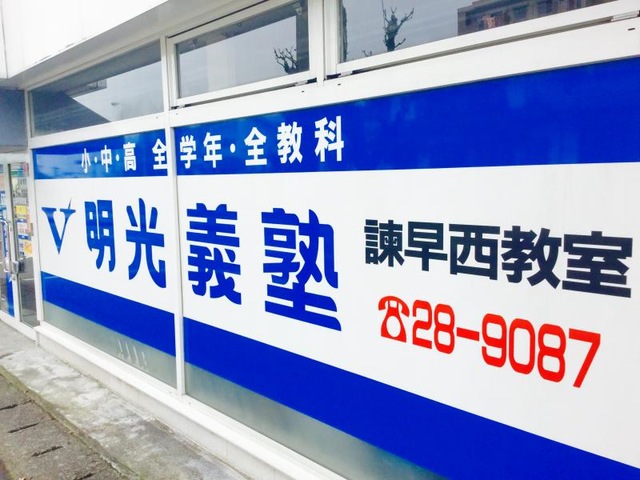 小・中・高 全学年・全教科
明光義塾
諫早西教室
☎28-9087